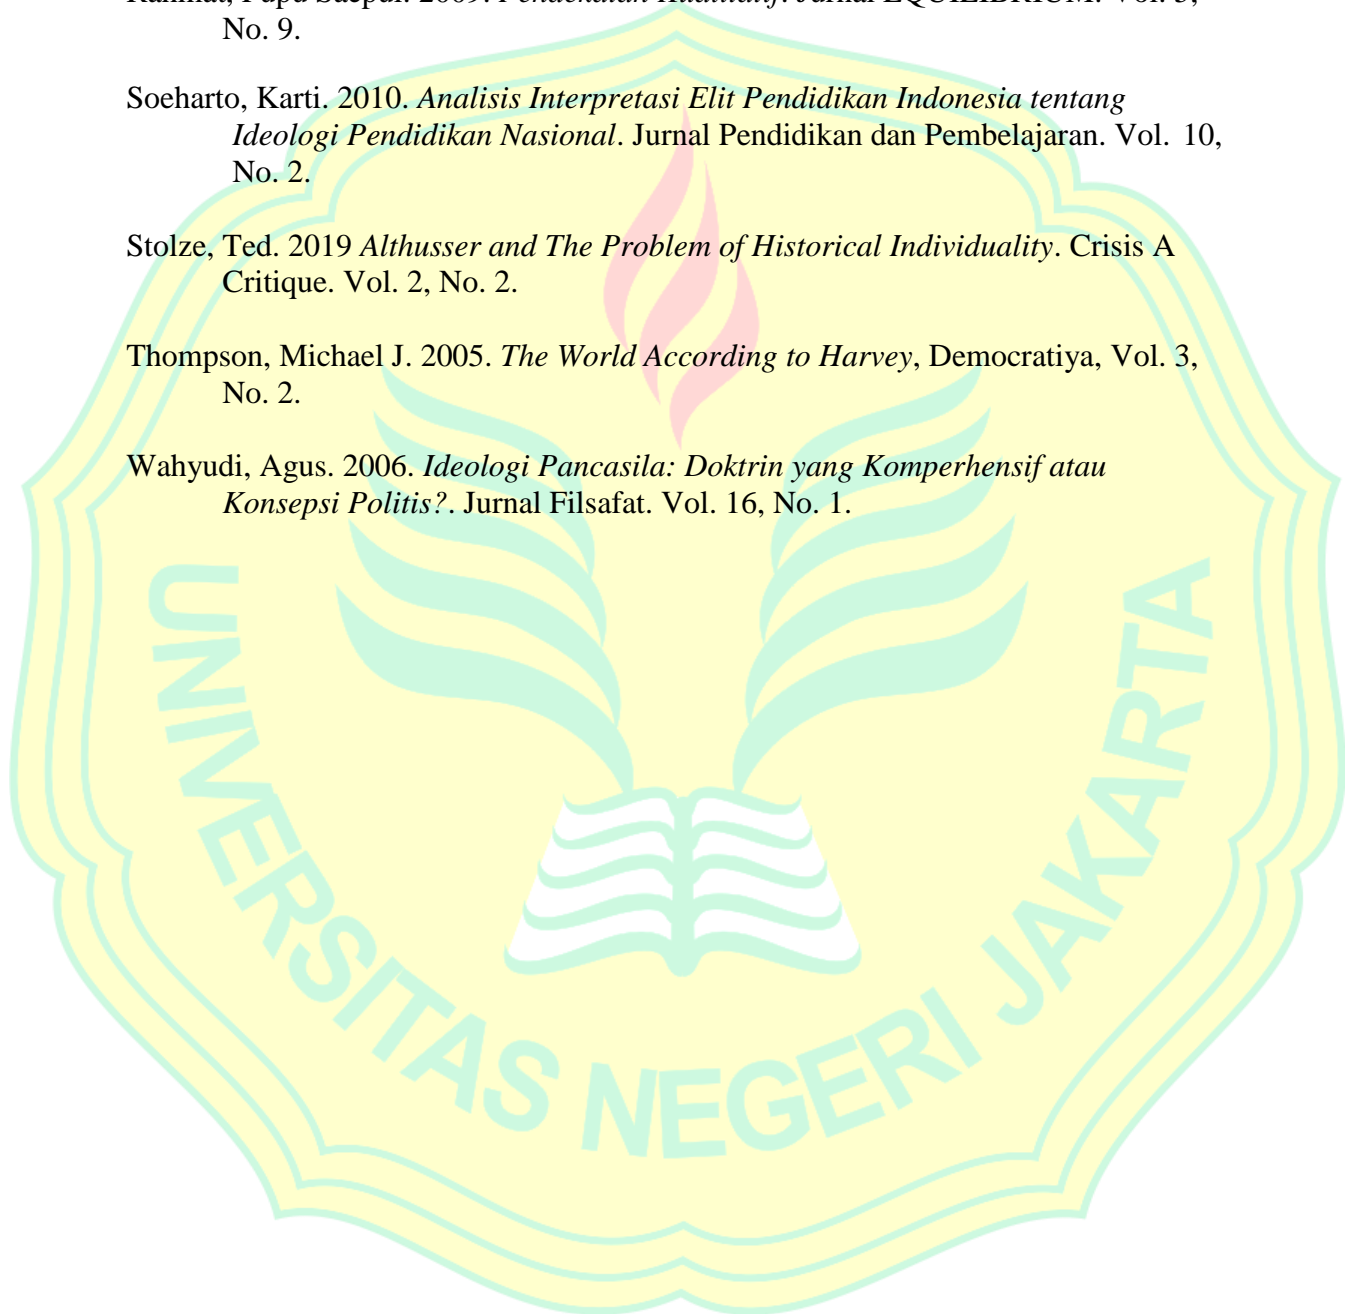 No. 9.
Soeharto, Karti. 2010. Analisis Interpretasi Elit Pendidikan Indonesia tentang
Ideologi Pendidikan Nasional. Jurnal Pendidikan dan Pembelajaran. Vol. 10,
No. 2.
Stolze, Ted. 2019 Althusser and The Problem of Historical Individuality. Crisis A
Critique. Vol. 2, No. 2.
Thompson, Michael J. 2005. The World According to Harvey, Democratiya, Vol. 3,
No. 2.
Wahyudi, Agus. 2006. Ideologi Pancasila: Doktrin yang Komperhensif atau
Konsepsi Politis?. Jurnal Filsafat. Vol. 16, No. 1.
UNIVERSITAS NEGERI JAKARTA